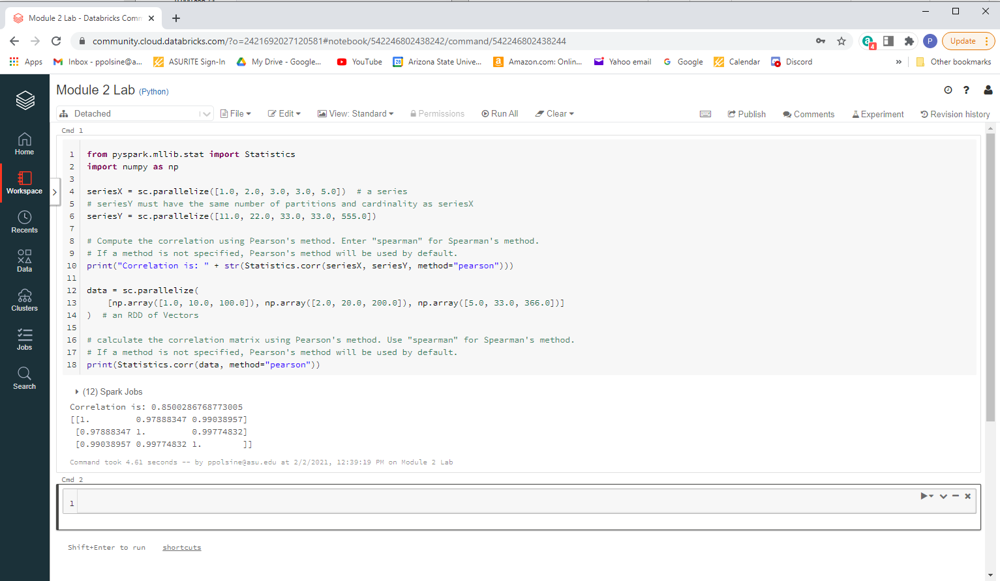 Module 2 Lab - Databricks Comm
community.cloud.databricks.com/?o=2421692027120581#notebook/542246802438242/command/542246802438244
4
P
Update
Apps
Inbox - ppolsine@a...
ASURITE Sign-In
My Drive - Google...
YouTube
28
Arizona State Unive...
a
Amazon.com: Onlin...
Yahoo email
G
Google
Calendar
Discord
»
Other bookmarks
Module 2 Lab (Python)
?
Detached
File
Edit
View: Standard
Permissions
Run All
Clear
Publish
Comments
Experiment
Revision history
Home
Workspace
Recents
Data
Clusters
Jobs
Search
Cmd 1
1 from pyspark.mllib.stat import Statistics
2 import numpy as np
3
4 seriesX = sc.parallelize([1.0, 2.0, 3.0, 3.0, 5.0])  # a series
5 # seriesY must have the same number of partitions and cardinality as seriesX
6 seriesY = sc.parallelize([11.0, 22.0, 33.0, 33.0, 555.0])
7
8 # Compute the correlation using Pearson's method. Enter "spearman" for Spearman's method.
9 # If a method is not specified, Pearson's method will be used by default.
10 print("Correlation is: " + str(Statistics.corr(seriesX, seriesY, method="pearson")))
11
12 data = sc.parallelize(
13     [np.array([1.0, 10.0, 100.0]), np.array([2.0, 20.0, 200.0]), np.array([5.0, 33.0, 366.0])]
14 )  # an RDD of Vectors
15
16 # calculate the correlation matrix using Pearson's method. Use "spearman" for Spearman's method.
17 # If a method is not specified, Pearson's method will be used by default.
18 print(Statistics.corr(data, method="pearson"))
(12) Spark Jobs
Correlation is: 0.8500286768773005
[[1.         0.97888347 0.99038957]
 [0.97888347 1.         0.99774832]
 [0.99038957 0.99774832 1.        ]]
Command took 4.61 seconds -- by ppolsine@asu.edu at 2/2/2021, 12:39:19 PM on Module 2 Lab
Cmd 2
1
Shift+Enter to run
shortcuts